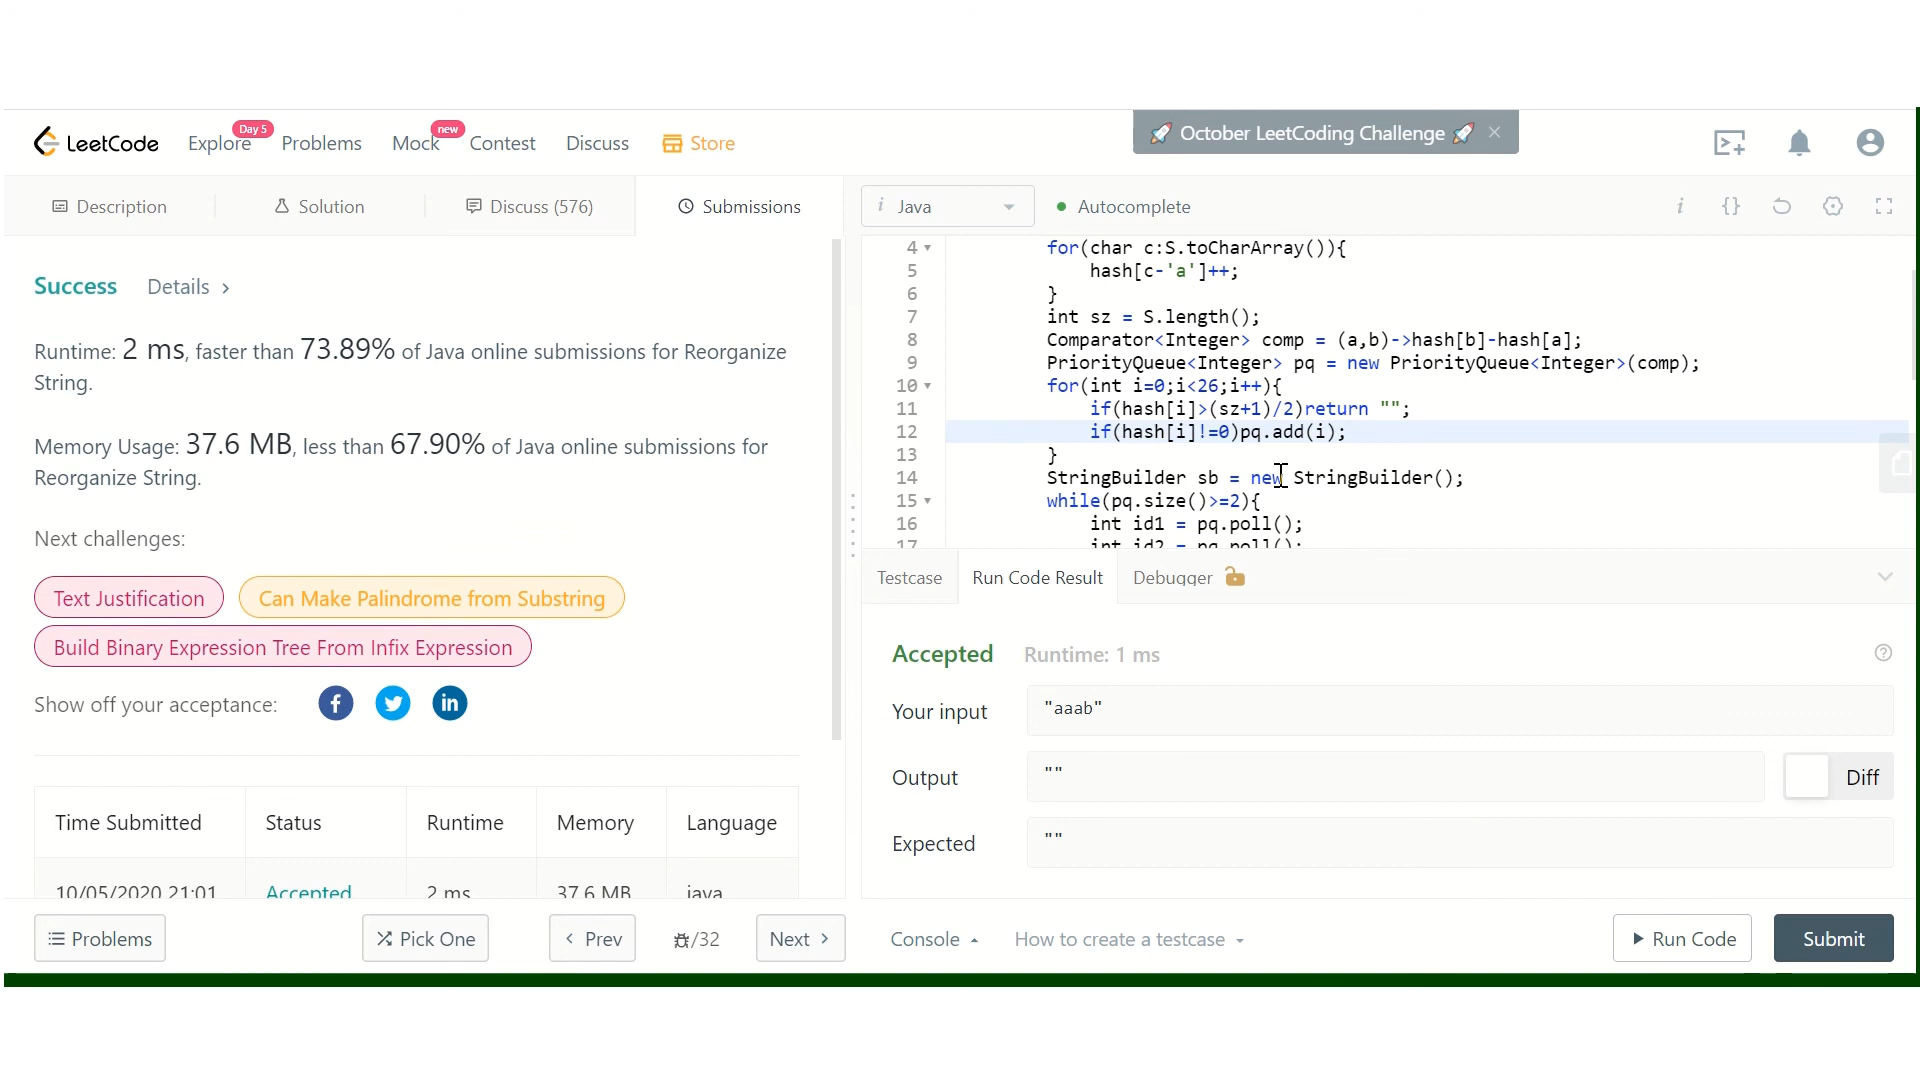 LeetCode
Explore
Day 5
Problems
Mock
new
Contest
Discuss
Store
🚀 October LeetCoding Challenge 🚀 ×
Description
Solution
Discuss (576)
Submissions
i Java
Autocomplete
i
{}
Success
Details >
Runtime: 2 ms, faster than 73.89% of Java online submissions for Reorganize
String.
Memory Usage: 37.6 MB, less than 67.90% of Java online submissions for
Reorganize String.
Next challenges:
Text Justification
Can Make Palindrome from Substring
Build Binary Expression Tree From Infix Expression
Show off your acceptance:
f
in
Time Submitted
Status
Runtime
Memory
Language
10/05/2020 21:01
Accepted
2 ms
37.6 MB
java
4 for(char c:S.toCharArray()){
5 hash[c-'a']++;
6 }
7 int sz = S.length();
8 Comparator<Integer> comp = (a,b)->hash[b]-hash[a];
9 PriorityQueue<Integer> pq = new PriorityQueue<Integer>(comp);
10 for(int i=0;i<26;i++){
11 if(hash[i]>(sz+1)/2)return "";
12 if(hash[i]!=0)pq.add(i);
13 }
14 StringBuilder sb = new StringBuilder();
15 while(pq.size()>=2){
16 int id1 = pq.poll();
17 int id2 = pq.poll();
Testcase
Run Code Result
Debugger
Accepted
Runtime: 1 ms
Your input
"aaab"
Output
""
Diff
Expected
""
Problems
Pick One
< Prev
/32
Next >
Console
How to create a testcase
Run Code
Submit